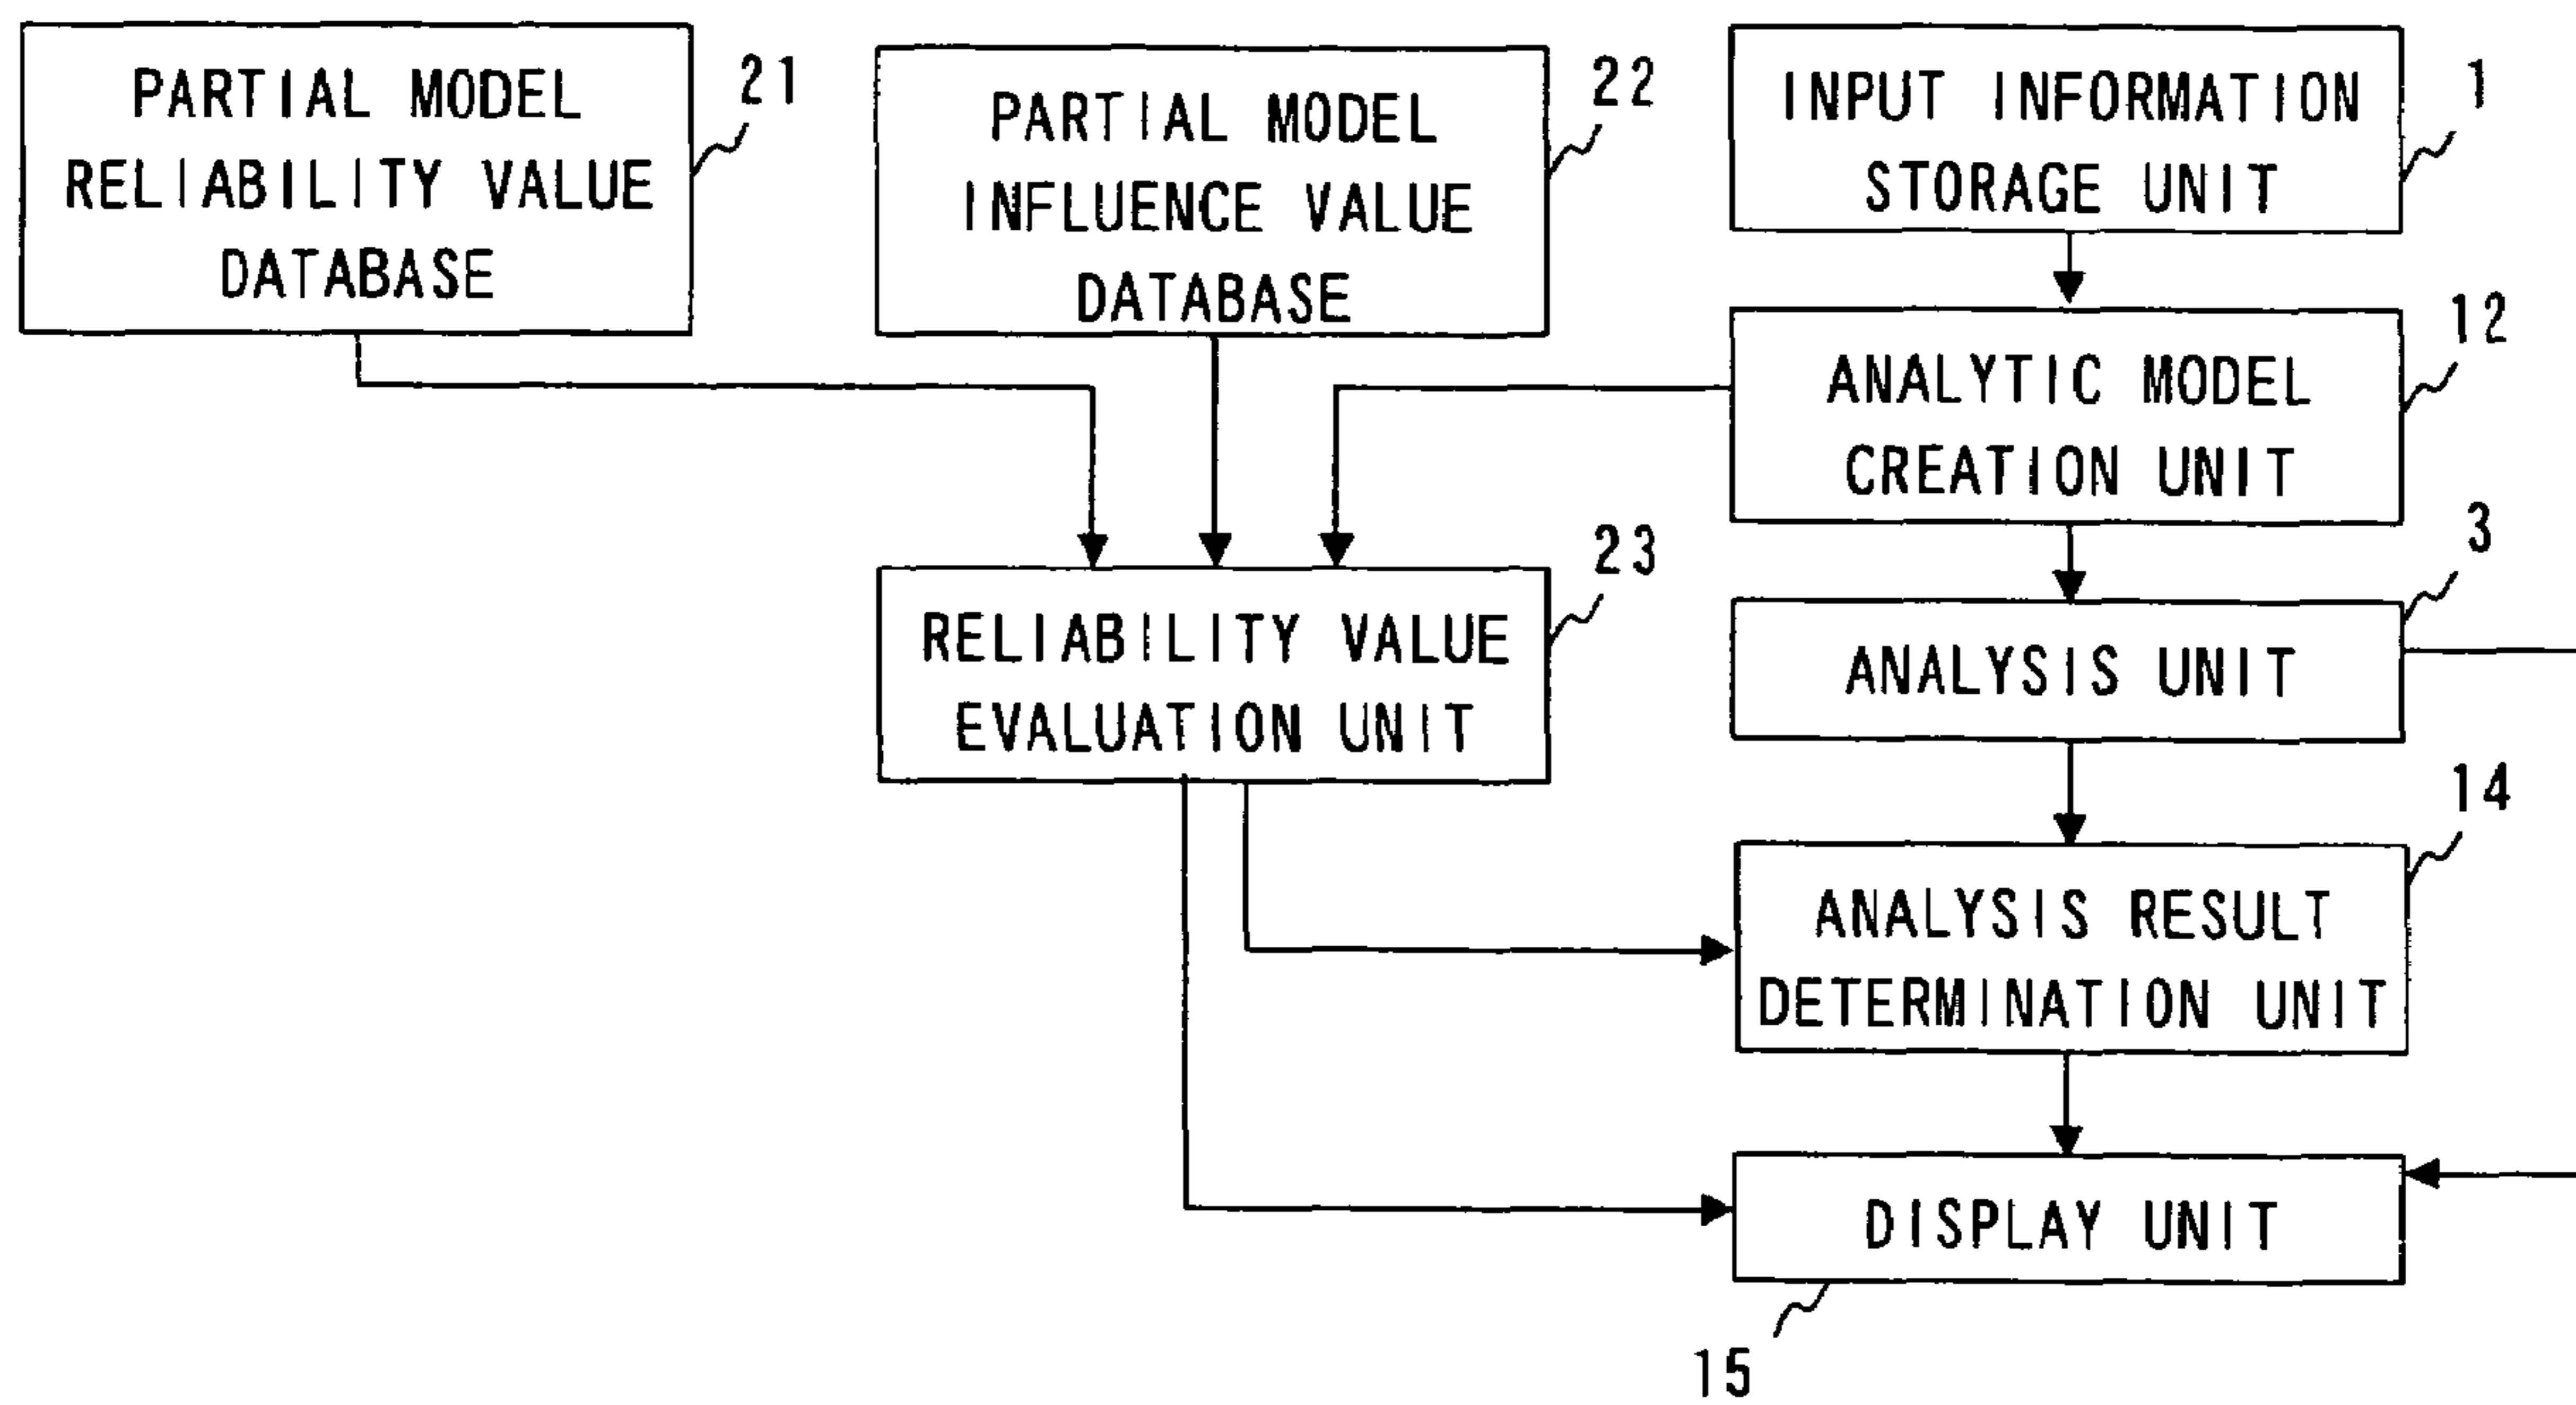 PARTIAL MODEL
RELIABILITY VALUE
DATABASE
21
PARTIAL MODEL
INFLUENCE VALUE
DATABASE
22
INPUT INFORMATION
STORAGE UNIT
1
ANALYTIC MODEL
CREATION UNIT
12
RELIABILITY VALUE
EVALUATION UNIT
23
ANALYSIS UNIT
3
ANALYSIS RESULT
DETERMINATION UNIT
14
DISPLAY UNIT
15